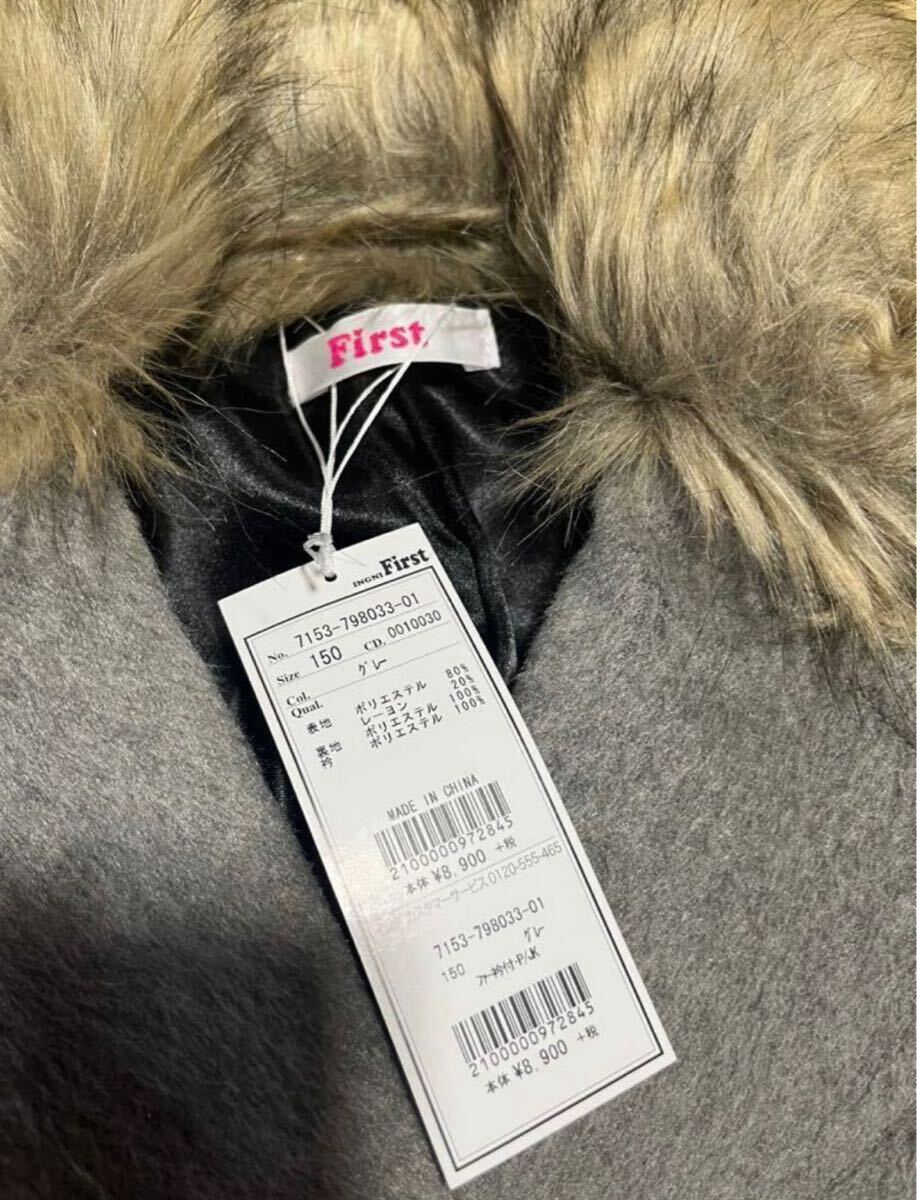 First.
INGNI First
No. 7153-798033-01
Size 150 CD. 0010030
Col. グレー
Qual.
表地 ポリエステル 80%
レーヨン 20%
裏地 ポリエステル 100%
衿 ポリエステル 100%
MADE IN CHINA
2100000972845
本体 ¥8,900 +税
カスタマーサービス0120-555-465
7153-798033-01
150 グレー
ファー衿付・P/JK
2100000972845
本体 ¥8,900 +税